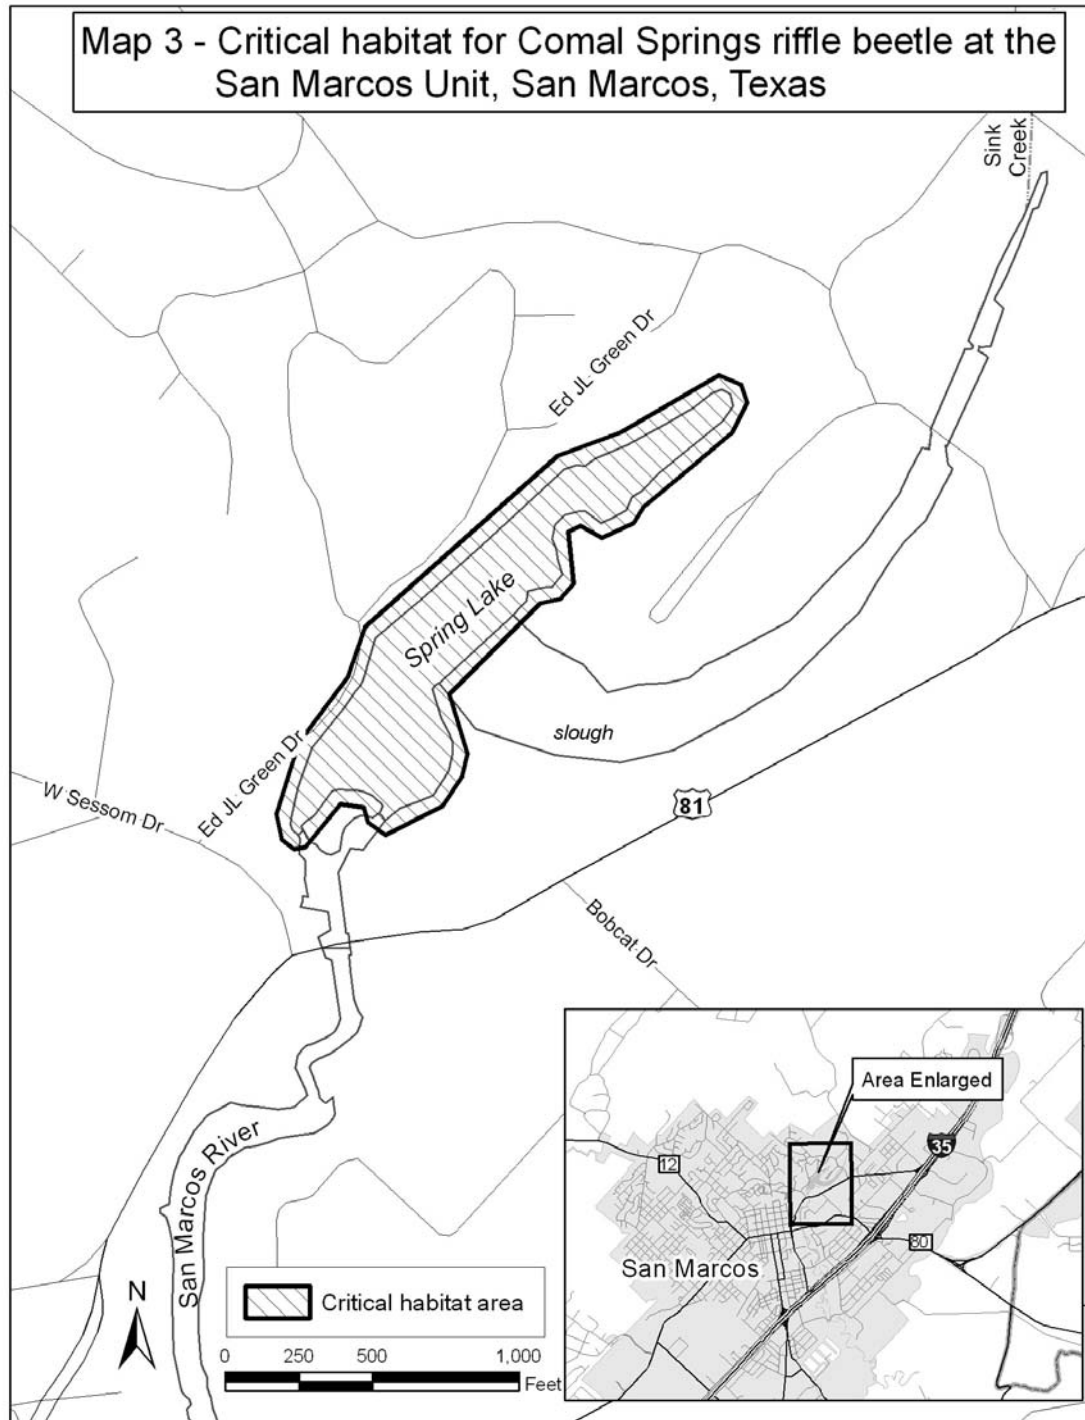 Map 3 - Critical habitat for Comal Springs riffle beetle at the
San Marcos Unit, San Marcos, Texas
Sink
Creek
Ed JL Green Dr
Spring Lake
slough
Ed JL Green Dr
W Sessom Dr
81
Bobcat Dr
San Marcos River
Area Enlarged
35
12
80
San Marcos
N
Critical habitat area
0 250 500 1,000
Feet